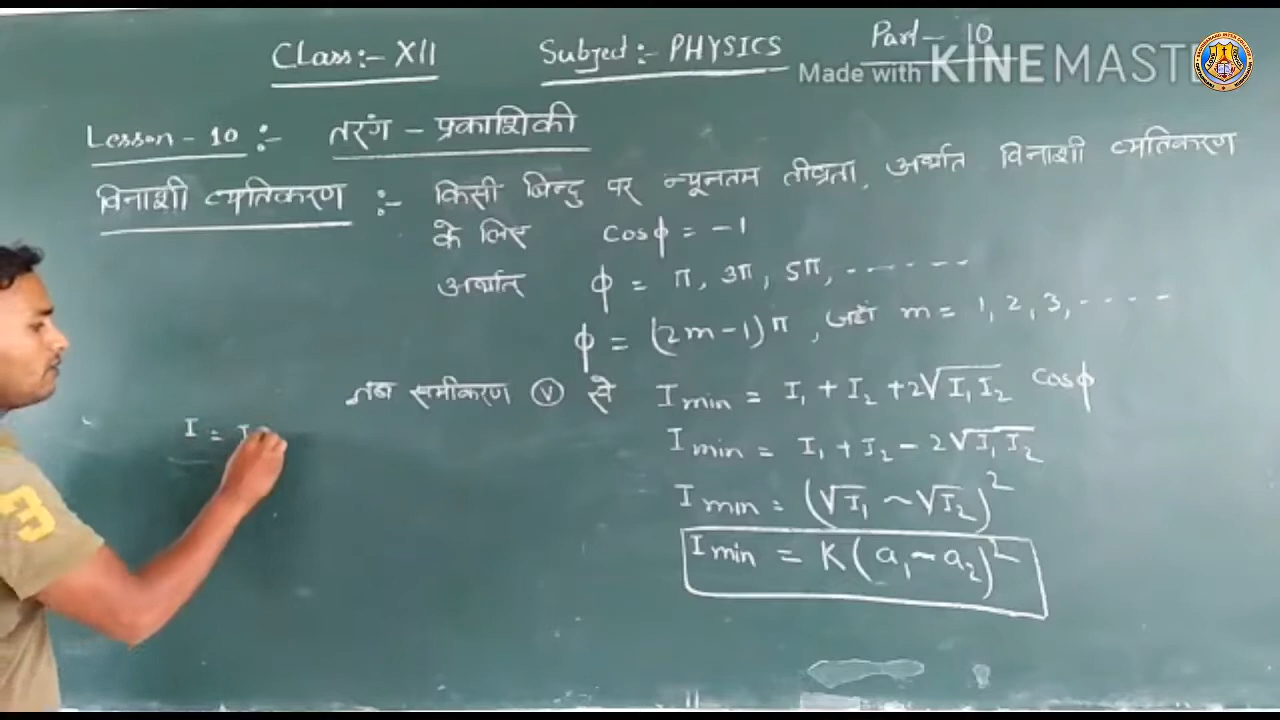 Class:- XII Subject:- PHYSICS Part- 10
Made with KINEMASTE
Lesson - 10 :- तरंग - प्रकाशिकी
विनाशी व्यतिकरण :- किसी बिन्दु पर न्यूनतम तीव्रता, अर्थात विनाशी व्यतिकरण
के लिए cosϕ = -1
अर्थात ϕ = π, 3π, 5π, ------
ϕ = (2m-1)π , जहाँ m = 1, 2, 3, ----
तब समीकरण Ⓥ से I min = I₁ + I₂ + 2√I₁I₂ cosϕ
I = I
I min = I₁ + I₂ - 2√I₁I₂
I min = (√I₁ ~ √I₂)²
I min = K(a₁ ~ a₂)²